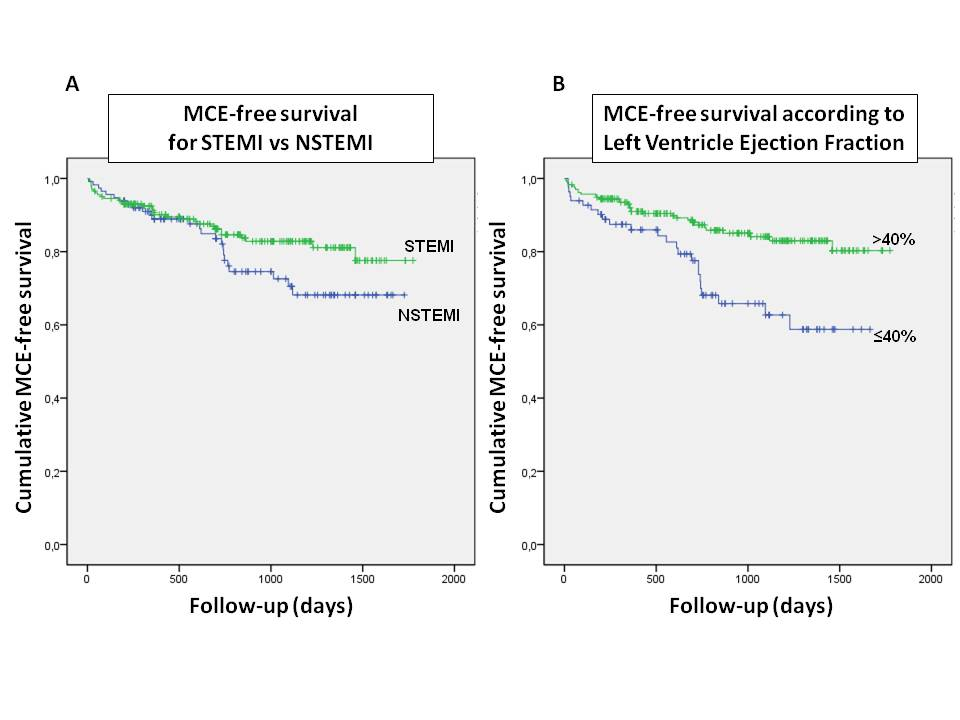 A
MCE-free survival
for STEMI vs NSTEMI
Cumulative MCE-free survival
1,0
0,8
0,6
0,4
0,2
0,0
STEMI
NSTEMI
0 500 1000 1500 2000
Follow-up (days)
B
MCE-free survival according to
Left Ventricle Ejection Fraction
Cumulative MCE-free survival
1,0
0,8
0,6
0,4
0,2
0,0
>40%
≤40%
0 500 1000 1500 2000
Follow-up (days)